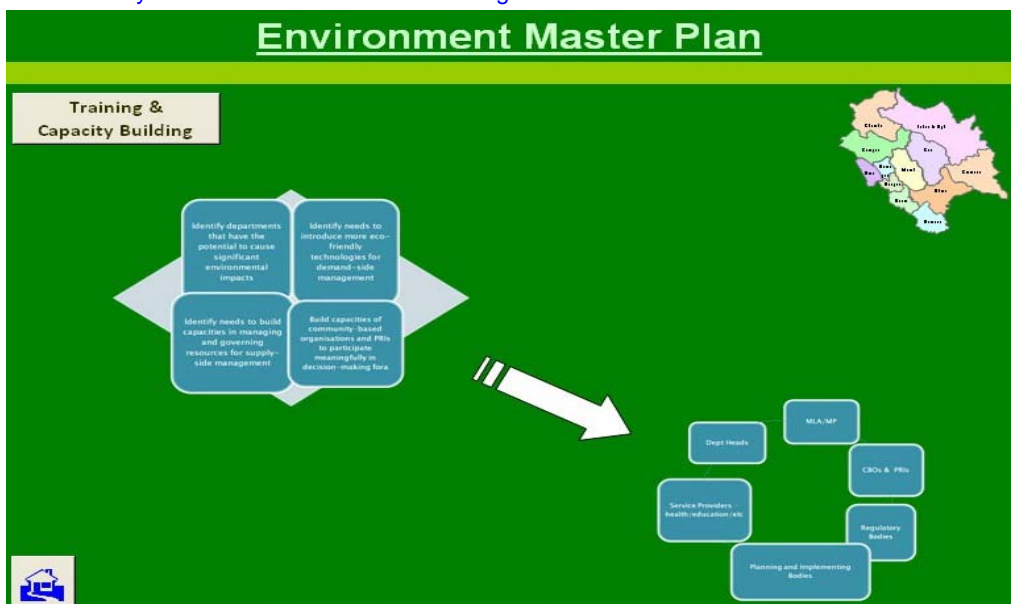 Environment Master Plan
Training &
Capacity Building
Identify departments
that have the
potential to cause
significant
environmental
impacts
Identify needs to
introduce more eco-
friendly
technologies for
demand-side
management
Identify needs to build
capacities in managing
and governing
resources for supply-
side management
Build capacities of
community-based
organisations and PRIs
to participate
meaningfully in
decision-making fora
MLA/MP
Dept Heads
CBOs & PRIs
Service Providers -
health/education/etc
Regulatory
Bodies
Planning and Implementing
Bodies